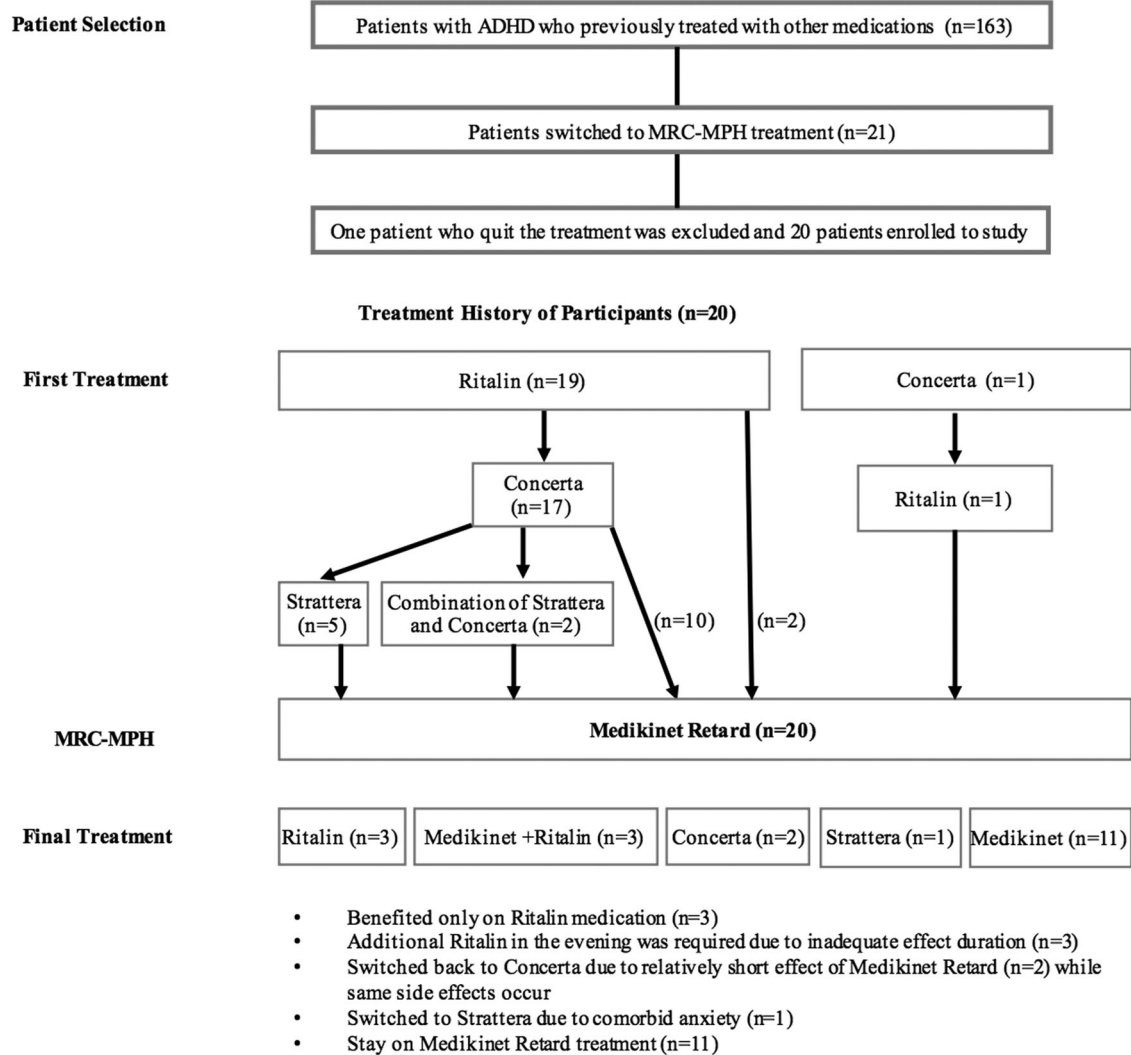 Patient Selection
Patients with ADHD who previously treated with other medications (n=163)
Patients switched to MRC-MPH treatment (n=21)
One patient who quit the treatment was excluded and 20 patients enrolled to study
Treatment History of Participants (n=20)
First Treatment
Ritalin (n=19)
Concerta (n=1)
Concerta
(n=17)
Ritalin (n=1)
Strattera
(n=5)
Combination of Strattera
and Concerta (n=2)
(n=10)
(n=2)
MRC-MPH
Medikinet Retard (n=20)
Final Treatment
Ritalin (n=3)
Medikinet +Ritalin (n=3)
Concerta (n=2)
Strattera (n=1)
Medikinet (n=11)
• Benefited only on Ritalin medication (n=3)
• Additional Ritalin in the evening was required due to inadequate effect duration (n=3)
• Switched back to Concerta due to relatively short effect of Medikinet Retard (n=2) while
same side effects occur
• Switched to Strattera due to comorbid anxiety (n=1)
• Stay on Medikinet Retard treatment (n=11)